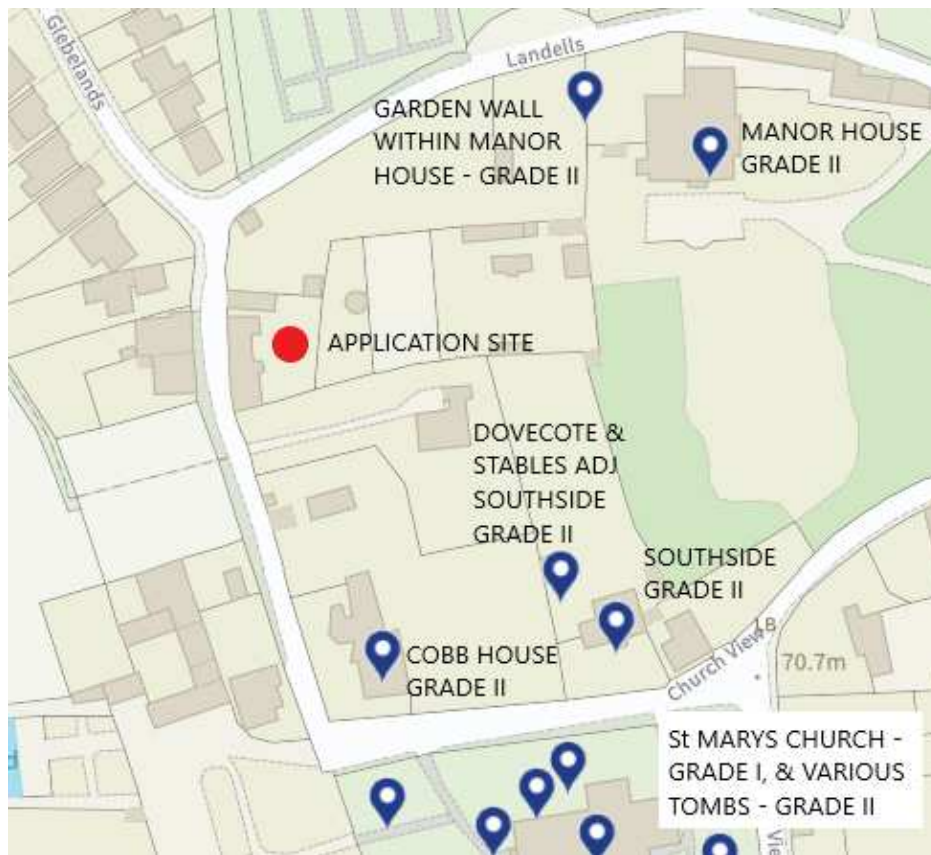 Glebelands
Landells
GARDEN WALL
WITHIN MANOR
HOUSE - GRADE II
MANOR HOUSE
GRADE II
APPLICATION SITE
DOVECOTE &
STABLES ADJ
SOUTHSIDE
GRADE II
SOUTHSIDE
GRADE II
COBB HOUSE
GRADE II
Church View
70.7m
St MARYS CHURCH -
GRADE I, & VARIOUS
TOMBS - GRADE II